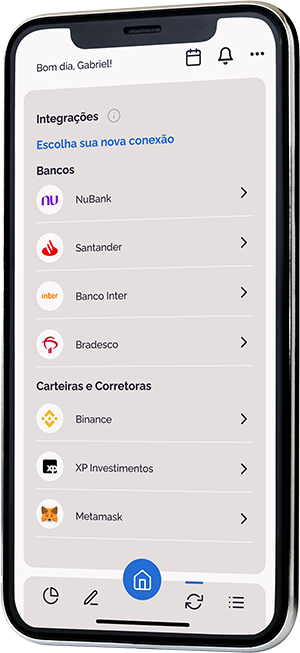 Bom dia, Gabriel!
Integrações
Escolha sua nova conexão
Bancos
nu
NuBank
Santander
inter
Banco Inter
Bradesco
Carteiras e Corretoras
Binance
xp
XP Investimentos
Metamask